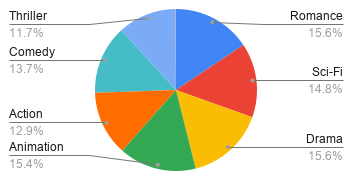 Thriller
11.7%
Comedy
13.7%
Action
12.9%
Animation
15.4%
Romance
15.6%
Sci-Fi
14.8%
Drama
15.6%